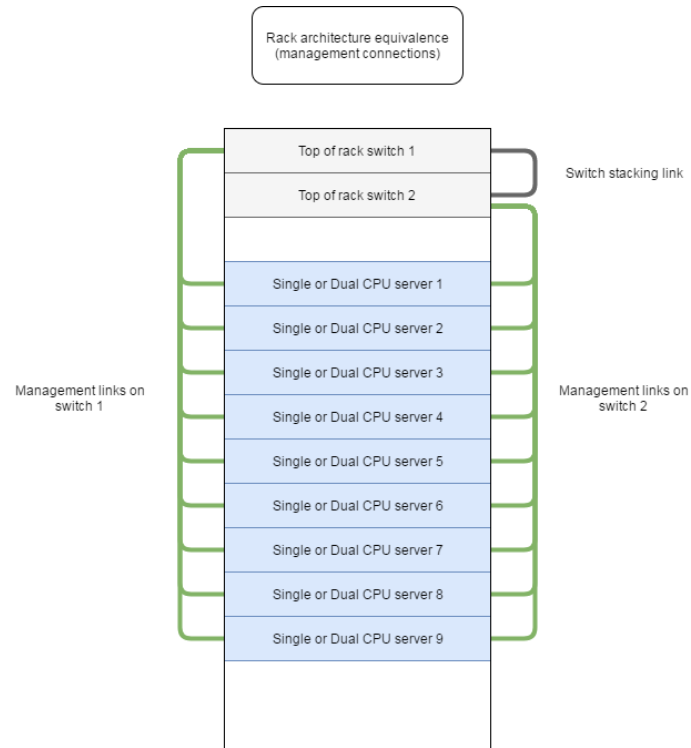 Rack architecture equivalence
(management connections)
Top of rack switch 1
Switch stacking link
Top of rack switch 2
Single or Dual CPU server 1
Single or Dual CPU server 2
Single or Dual CPU server 3
Management links on
switch 1
Management links on
switch 2
Single or Dual CPU server 4
Single or Dual CPU server 5
Single or Dual CPU server 6
Single or Dual CPU server 7
Single or Dual CPU server 8
Single or Dual CPU server 9